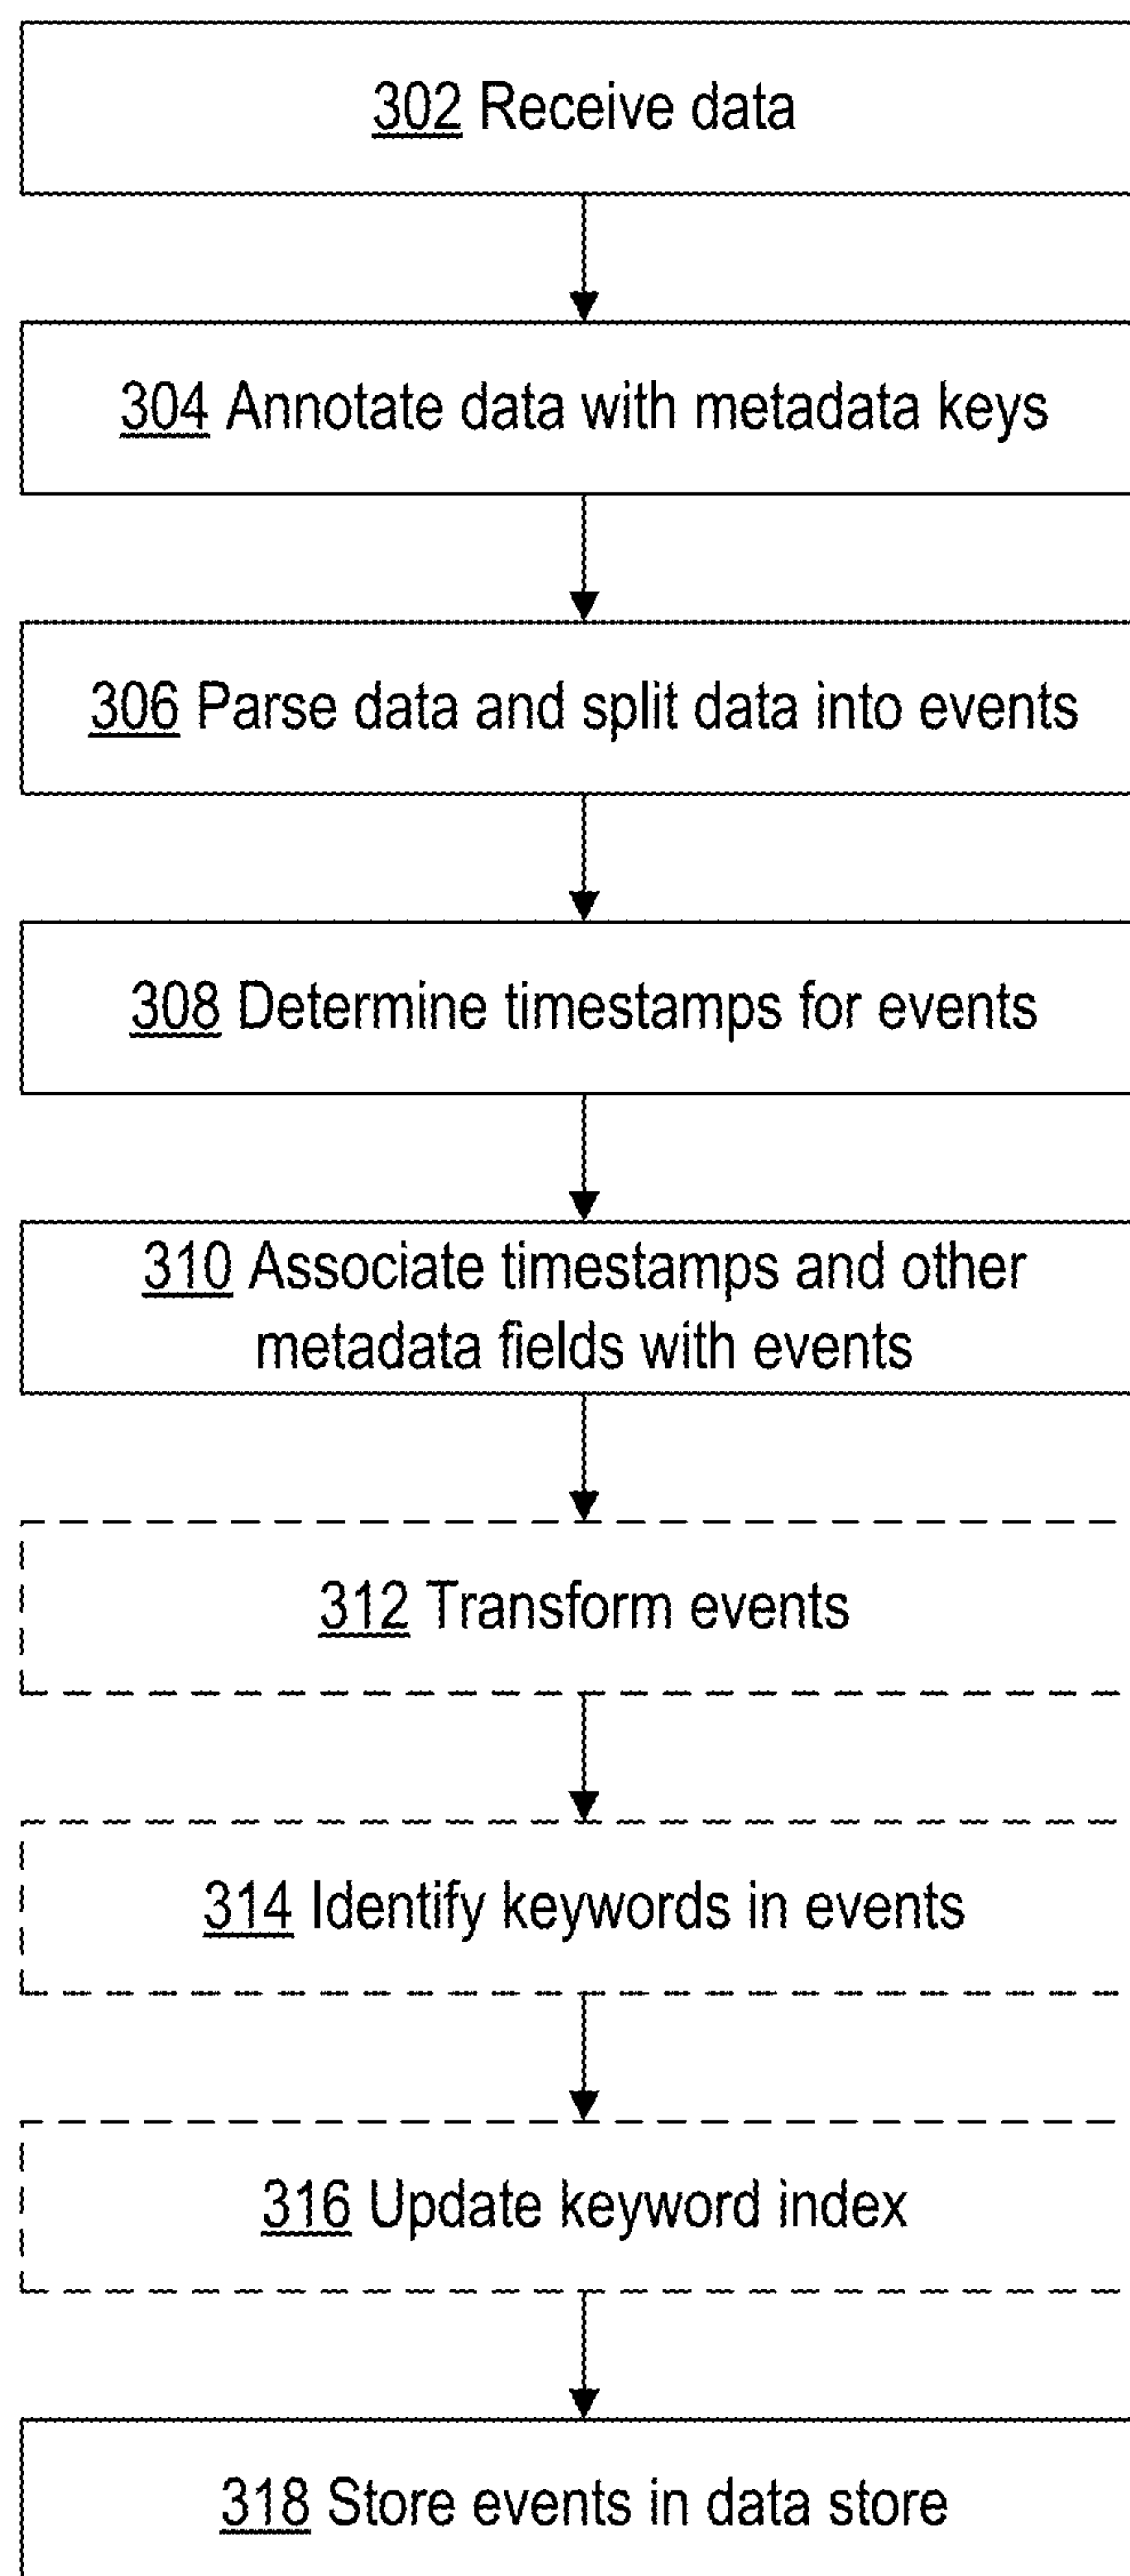 302 Receive data
304 Annotate data with metadata keys
306 Parse data and split data into events
308 Determine timestamps for events
310 Associate timestamps and other
metadata fields with events
312 Transform events
314 Identify keywords in events
316 Update keyword index
318 Store events in data store